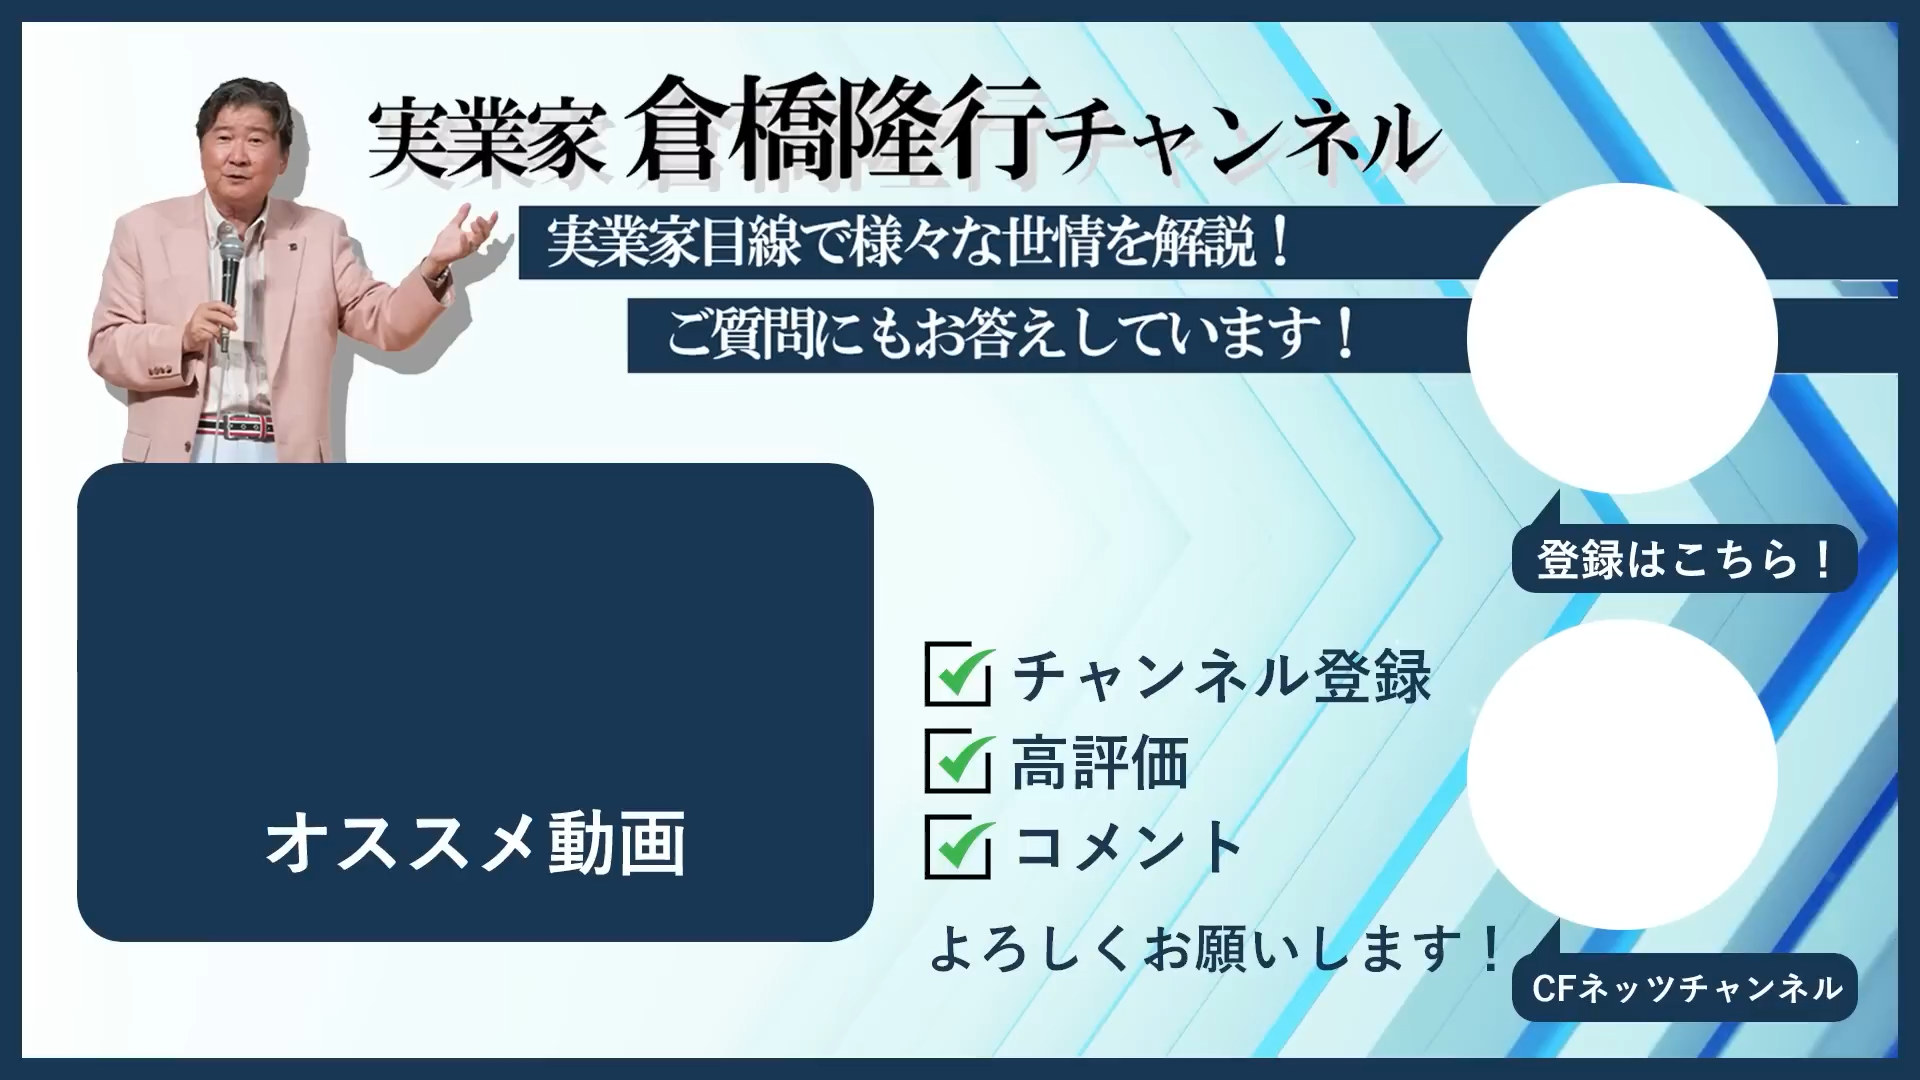 実業家 倉橋隆行チャンネル
実業家目線で様々な世情を解説！
ご質問にもお答えしています！
登録はこちら！
チャンネル登録
高評価
コメント
オススメ動画
よろしくお願いします！
CFネッツチャンネル